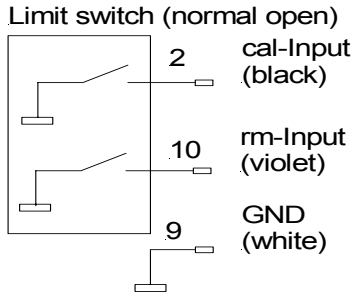 Limit switch (normal open)
2
cal-Input
(black)
10
rm-Input
(violet)
9
GND
(white)